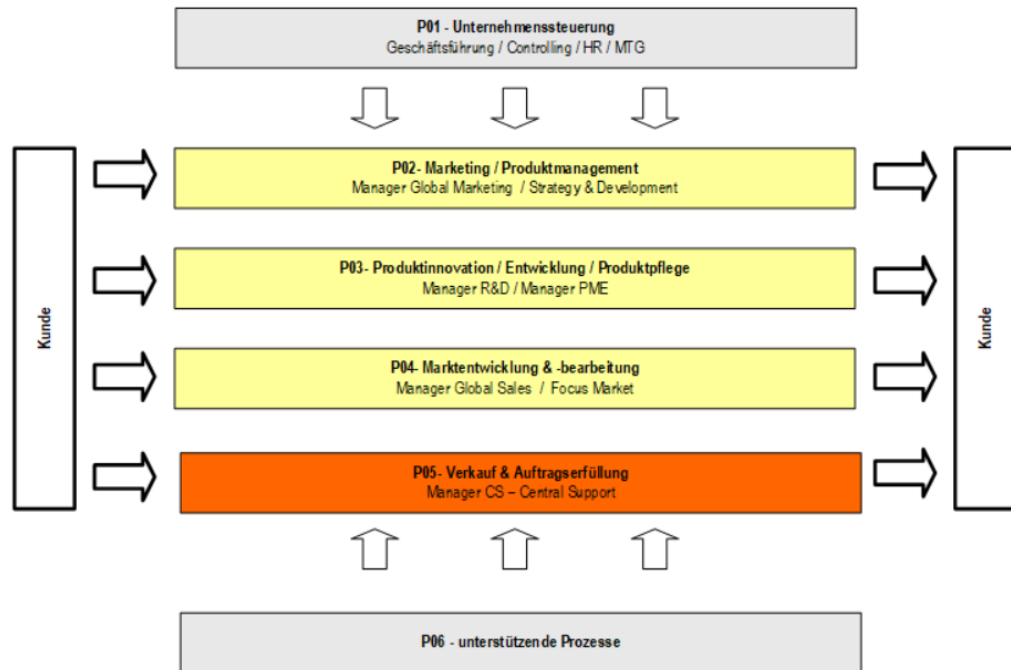 P01 - Unternehmenssteuerung
Geschäftsführung / Controlling / HR / MTG
Kunde
P02- Marketing / Produktmanagement
Manager Global Marketing / Strategy & Development
P03- Produktinnovation / Entwicklung / Produktpflege
Manager R&D / Manager PME
P04- Marktentwicklung & -bearbeitung
Manager Global Sales / Focus Market
P05- Verkauf & Auftragserfüllung
Manager CS – Central Support
Kunde
P06 - unterstützende Prozesse